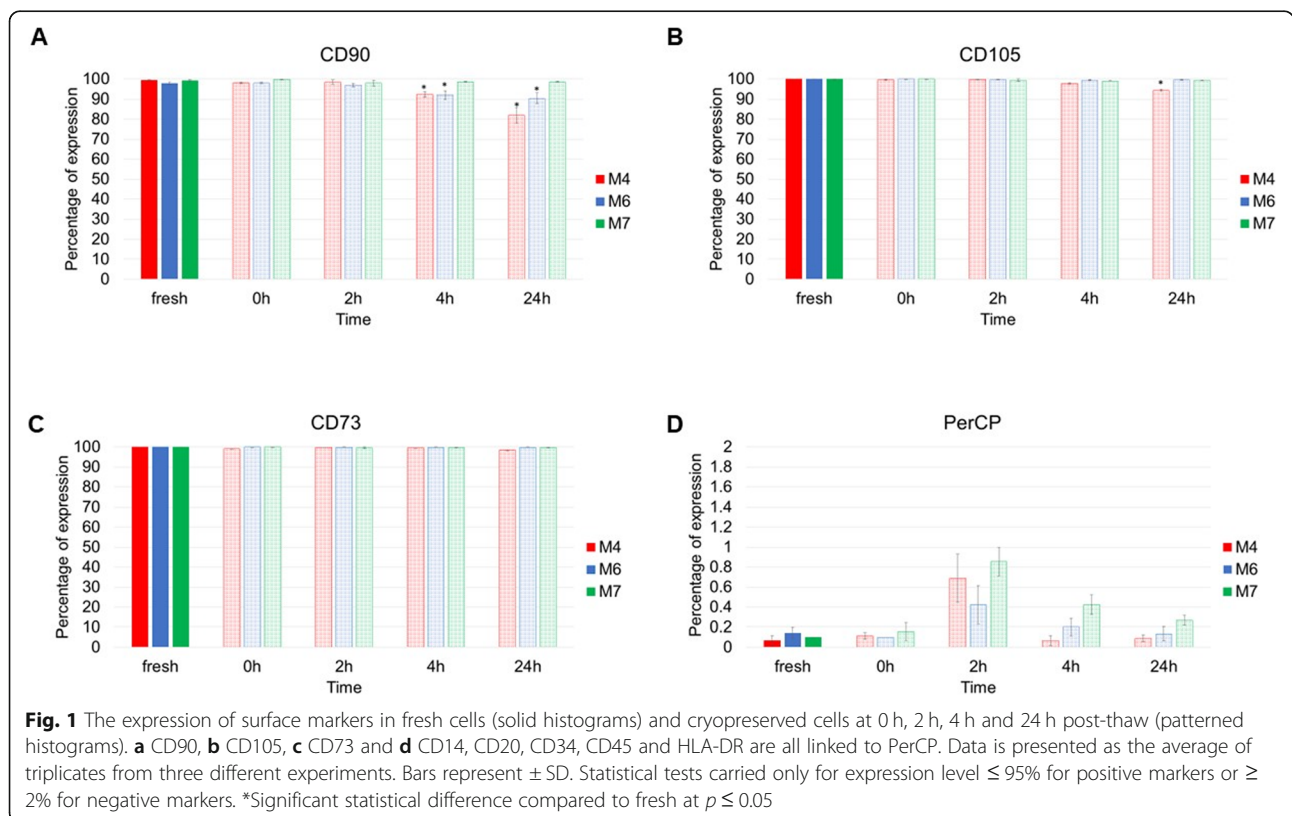 A
CD90
Percentage of expression
100
90
80
70
60
50
40
30
20
10
0
fresh 0h 2h 4h 24h
Time
* * * *
M4
M6
M7
B
CD105
Percentage of expression
100
90
80
70
60
50
40
30
20
10
0
fresh 0h 2h 4h 24h
Time
*
M4
M6
M7
C
CD73
Percentage of expression
100
90
80
70
60
50
40
30
20
10
0
fresh 0h 2h 4h 24h
Time
M4
M6
M7
D
PerCP
Percentage of expression
2
1.8
1.6
1.4
1.2
1
0.8
0.6
0.4
0.2
0
fresh 0h 2h 4h 24h
Time
M4
M6
M7
Fig. 1 The expression of surface markers in fresh cells (solid histograms) and cryopreserved cells at 0 h, 2 h, 4 h and 24 h post-thaw (patterned
histograms). a CD90, b CD105, c CD73 and d CD14, CD20, CD34, CD45 and HLA-DR are all linked to PerCP. Data is presented as the average of
triplicates from three different experiments. Bars represent ± SD. Statistical tests carried only for expression level ≤ 95% for positive markers or ≥
2% for negative markers. *Significant statistical difference compared to fresh at p ≤ 0.05